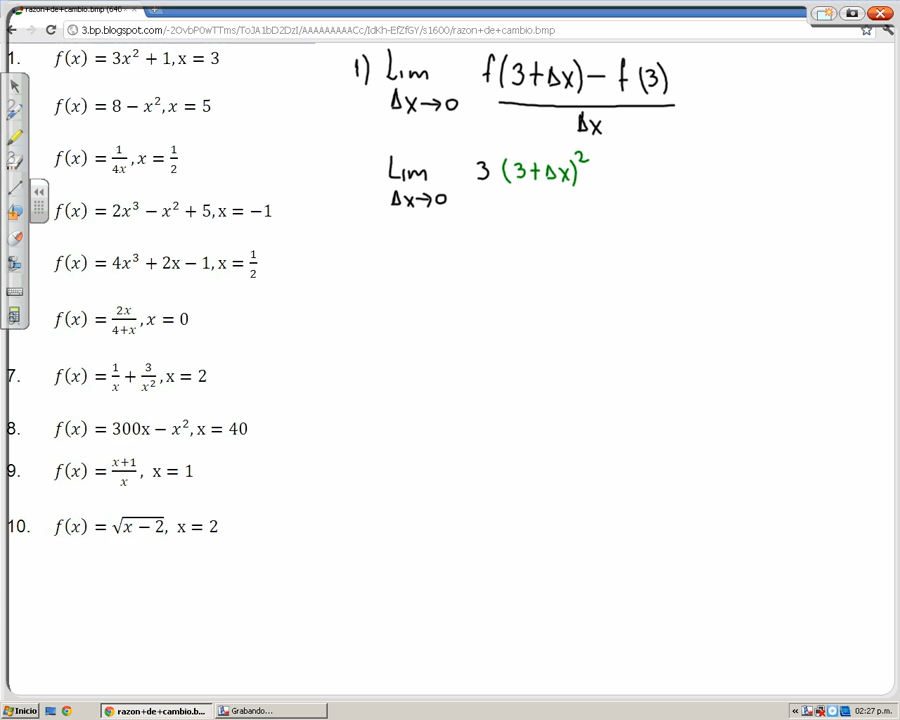 razon+de+cambio.bmp (640
3.bp.blogspot.com/-2OvbP0wTTms/ToJA1bD2DzI/AAAAAAAAACc/IdKh-EfZfGY/s1600/razon+de+cambio.bmp
1. f(x) = 3x² + 1, x = 3
f(x) = 8 − x², x = 5
f(x) = 1/4x, x = 1/2
f(x) = 2x³ − x² + 5, x = −1
f(x) = 4x³ + 2x − 1, x = 1/2
f(x) = 2x/4+x, x = 0
7. f(x) = 1/x + 3/x², x = 2
8. f(x) = 300x − x², x = 40
9. f(x) = x+1/x, x = 1
10. f(x) = √x − 2, x = 2
1) Lim f(3+Δx) − f(3)
Δx→0 Δx
Lim 3 (3+Δx)²
Δx→0
Inicio razon+de+cambio.b... Grabando... « 02:27 p.m.